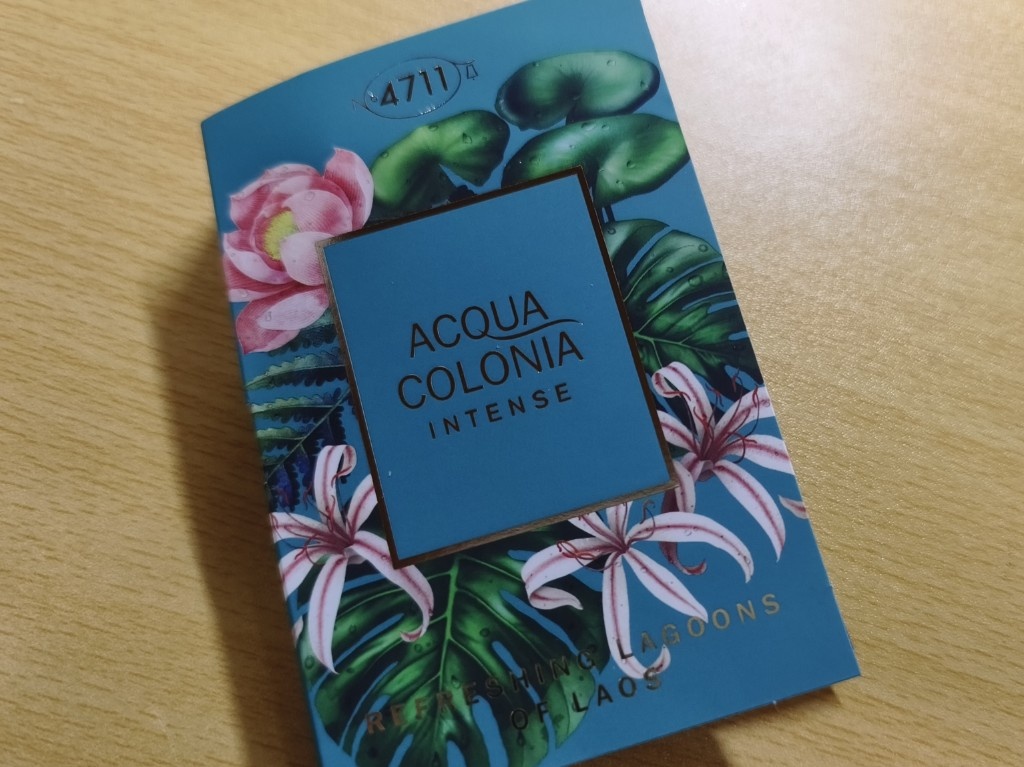 4711
ACQUA
COLONIA
INTENSE
REFRESHING LAGOONS
OF LAOS